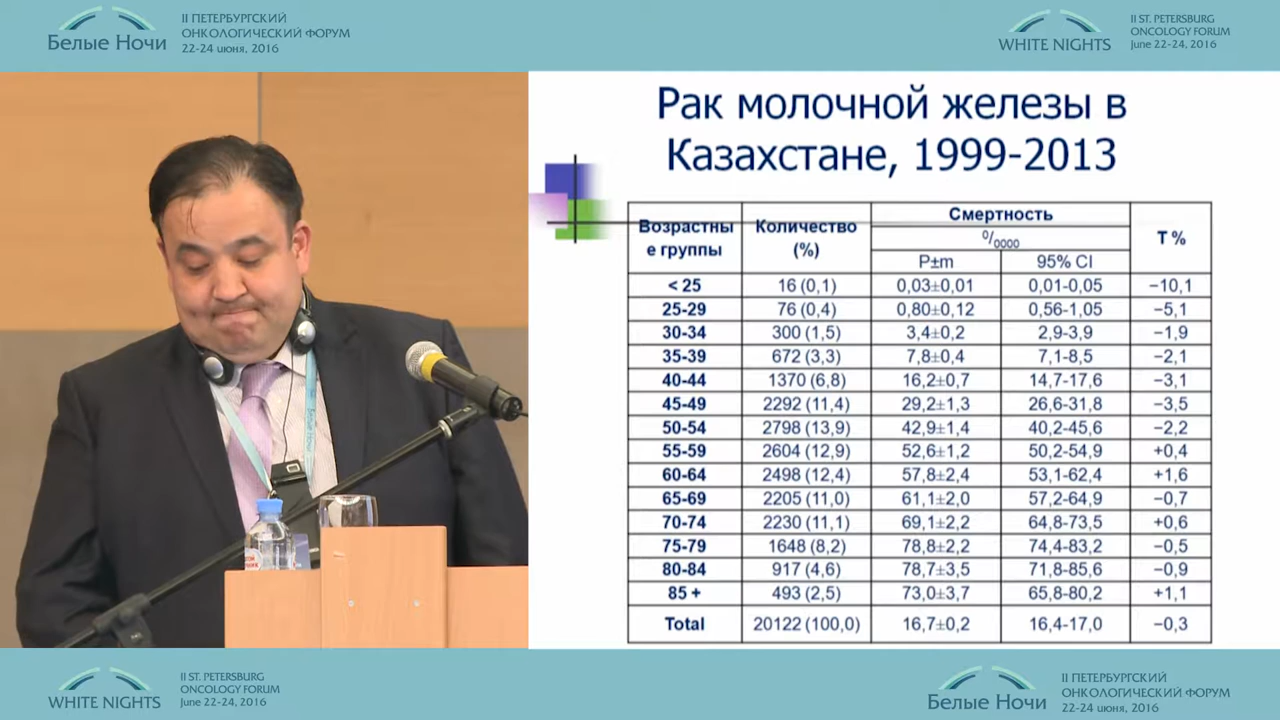 Белые Ночи
II ПЕТЕРБУРГСКИЙ
ОНКОЛОГИЧЕСКИЙ ФОРУМ
22-24 июня, 2016
WHITE NIGHTS
II ST. PETERSBURG
ONCOLOGY FORUM
June 22-24, 2016
Рак молочной железы в
Казахстане, 1999-2013
Возрастны
е группы
Количество
(%)
Смертность
0/0000
P±m
95% CI
T %
< 25 16 (0,1) 0,03±0,01 0,01-0,05 −10,1
25-29 76 (0,4) 0,80±0,12 0,56-1,05 −5,1
30-34 300 (1,5) 3,4±0,2 2,9-3,9 −1,9
35-39 672 (3,3) 7,8±0,4 7,1-8,5 −2,1
40-44 1370 (6,8) 16,2±0,7 14,7-17,6 −3,1
45-49 2292 (11,4) 29,2±1,3 26,6-31,8 −3,5
50-54 2798 (13,9) 42,9±1,4 40,2-45,6 −2,2
55-59 2604 (12,9) 52,6±1,2 50,2-54,9 +0,4
60-64 2498 (12,4) 57,8±2,4 53,1-62,4 +1,6
65-69 2205 (11,0) 61,1±2,0 57,2-64,9 −0,7
70-74 2230 (11,1) 69,1±2,2 64,8-73,5 +0,6
75-79 1648 (8,2) 78,8±2,2 74,4-83,2 −0,5
80-84 917 (4,6) 78,7±3,5 71,8-85,6 −0,9
85 + 493 (2,5) 73,0±3,7 65,8-80,2 +1,1
Total 20122 (100,0) 16,7±0,2 16,4-17,0 −0,3
WHITE NIGHTS
II ST. PETERSBURG
ONCOLOGY FORUM
June 22-24, 2016
Белые Ночи
II ПЕТЕРБУРГСКИЙ
ОНКОЛОГИЧЕСКИЙ ФОРУМ
22-24 июня, 2016